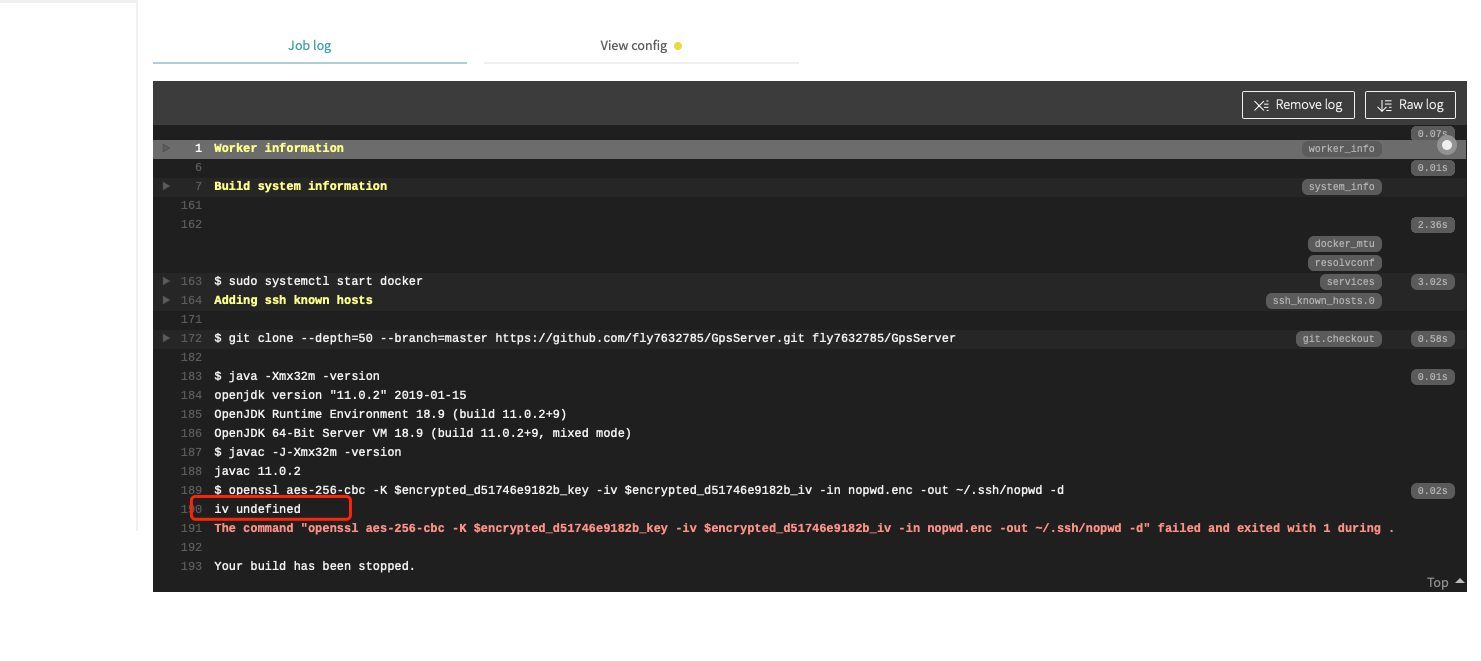 Job log
View config
Remove log
Raw log
0.07s
1 Worker information worker_info
6 0.01s
7 Build system information system_info
161
162 2.36s
docker_mtu
resolvconf
163 $ sudo systemctl start docker services 3.02s
164 Adding ssh known hosts ssh_known_hosts.0
171
172 $ git clone --depth=50 --branch=master https://github.com/fly7632785/GpsServer.git fly7632785/GpsServer git.checkout 0.58s
182
183 $ java -Xmx32m -version 0.01s
184 openjdk version "11.0.2" 2019-01-15
185 OpenJDK Runtime Environment 18.9 (build 11.0.2+9)
186 OpenJDK 64-Bit Server VM 18.9 (build 11.0.2+9, mixed mode)
187 $ javac -J-Xmx32m -version
188 javac 11.0.2
189 $ openssl aes-256-cbc -K $encrypted_d51746e9182b_key -iv $encrypted_d51746e9182b_iv -in nopwd.enc -out ~/.ssh/nopwd -d 0.02s
190 iv undefined
191 The command "openssl aes-256-cbc -K $encrypted_d51746e9182b_key -iv $encrypted_d51746e9182b_iv -in nopwd.enc -out ~/.ssh/nopwd -d" failed and exited with 1 during .
192
193 Your build has been stopped.
Top